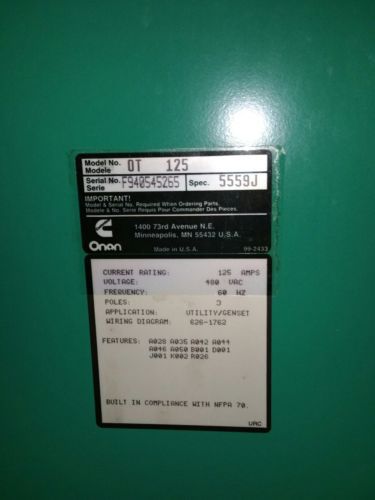 Model No. OT 125
Modele
Serial No. F940545265 Spec. 5559J
Serie
IMPORTANT!
Model & Serial No. Required When Ordering Parts.
Modele & No. Serie Requis Pour Commander Des Pieces.
1400 73rd Avenue N.E.
Minneapolis, MN 55432 U.S.A.
Onan
Made in U.S.A. 99-2433
CURRENT RATING: 125 AMPS
VOLTAGE: 480 VAC
FREQUENCY: 60 HZ
POLES: 3
APPLICATION: UTILITY/GENSET
WIRING DIAGRAM: 626-1762
FEATURES: A028 A035 A042 A044
A046 A050 B001 D001
J001 K002 R026
BUILT IN COMPLIANCE WITH NFPA 70.